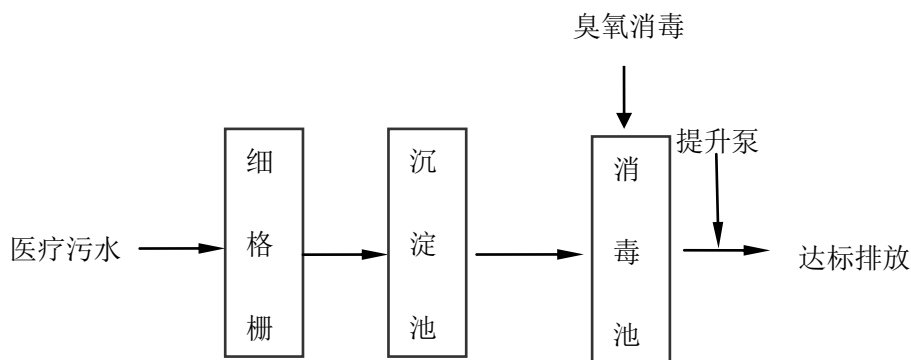 臭氧消毒
提升泵
医疗污水
细格栅
沉淀池
消毒池
达标排放